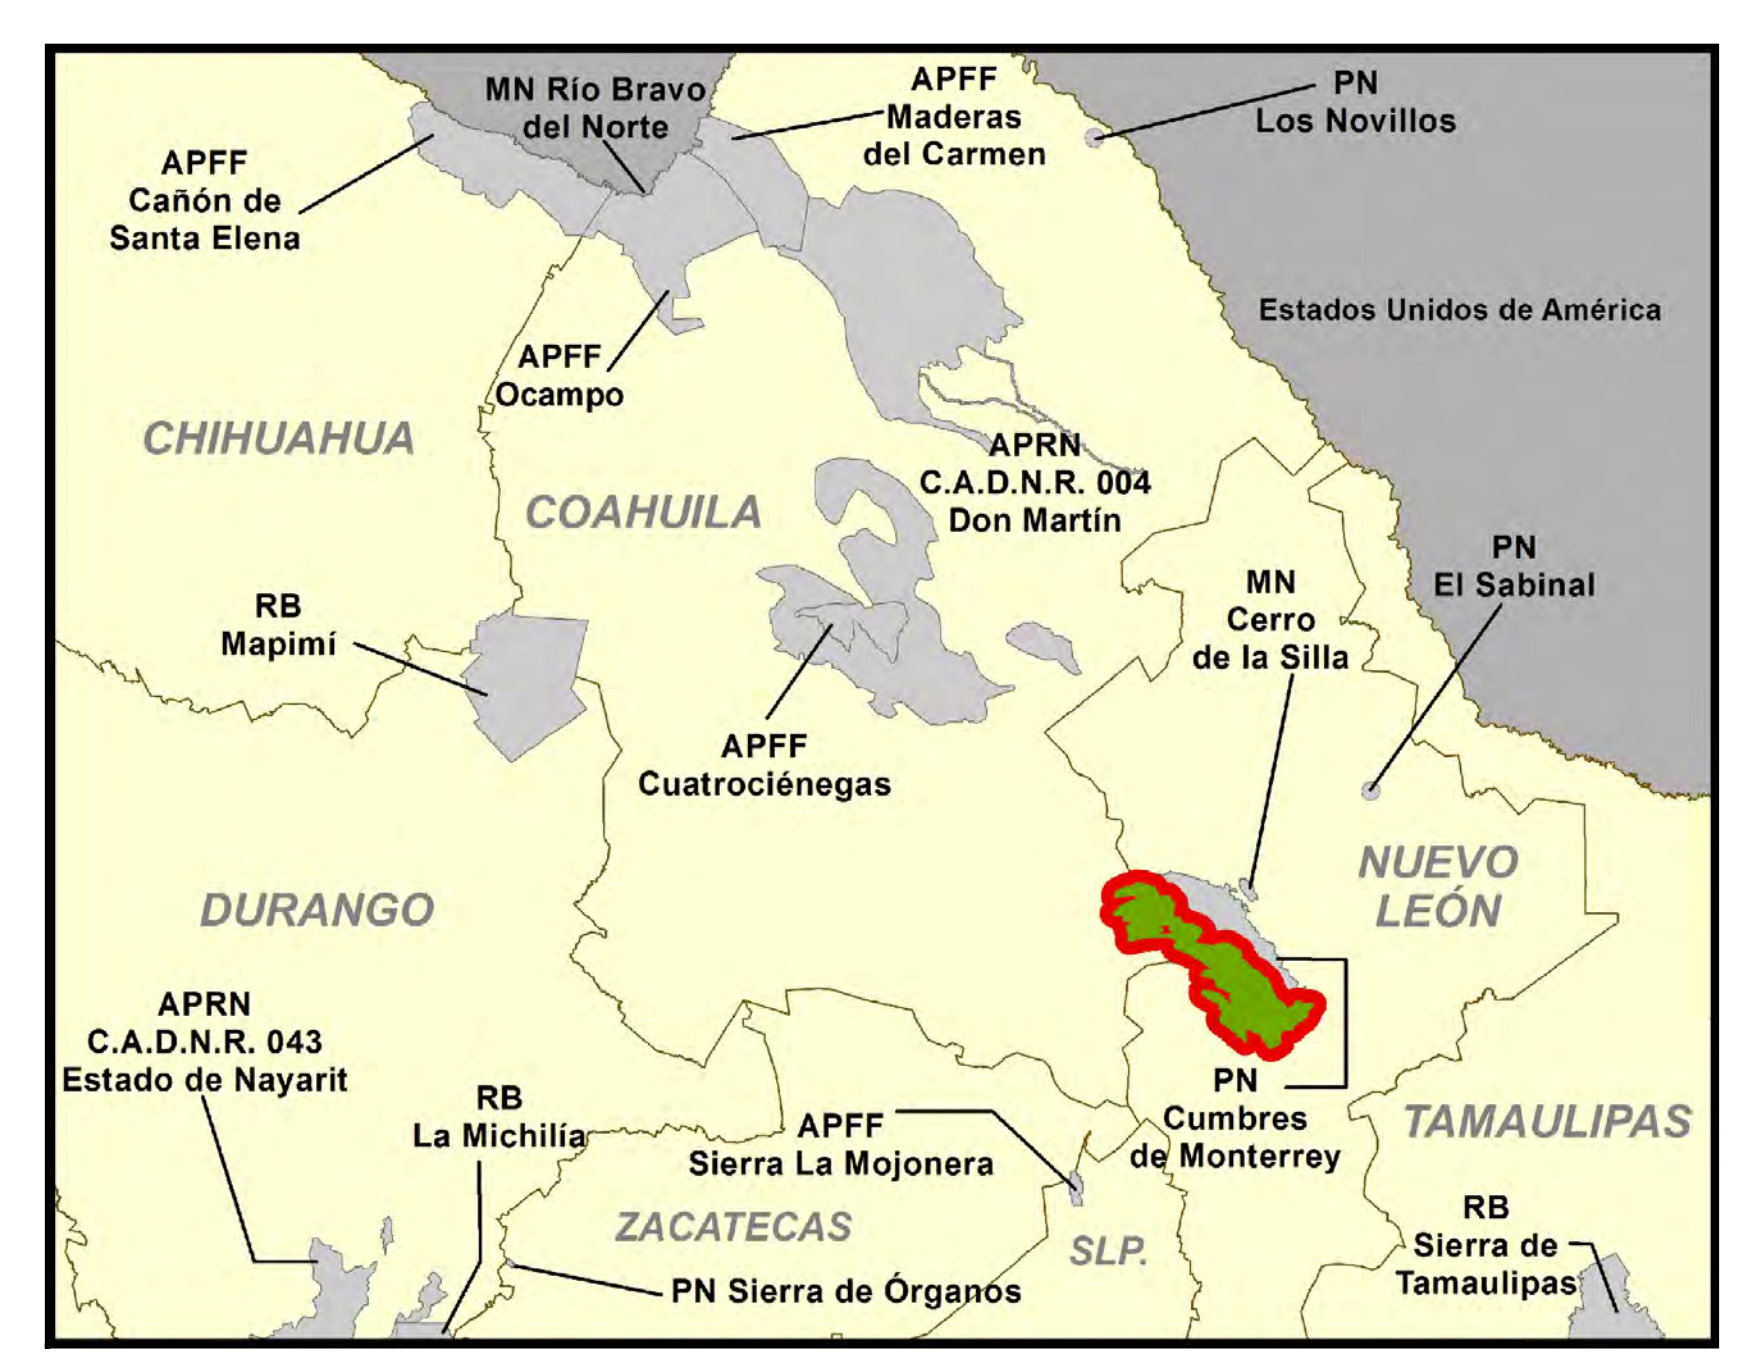 MN Río Bravo
del Norte
APFF
Maderas
del Carmen
PN
Los Novillos
APFF
Cañón de
Santa Elena
Estados Unidos de América
APFF
Ocampo
CHIHUAHUA
COAHUILA
APRN
C.A.D.N.R. 004
Don Martín
PN
El Sabinal
MN
Cerro
de la Silla
RB
Mapimí
APFF
Cuatrociénegas
NUEVO
LEÓN
DURANGO
APRN
C.A.D.N.R. 043
Estado de Nayarit
RB
La Michilía
APFF
Sierra La Mojonera
PN
Cumbres
de Monterrey
TAMAULIPAS
ZACATECAS
SLP.
RB
Sierra de
Tamaulipas
PN Sierra de Órganos